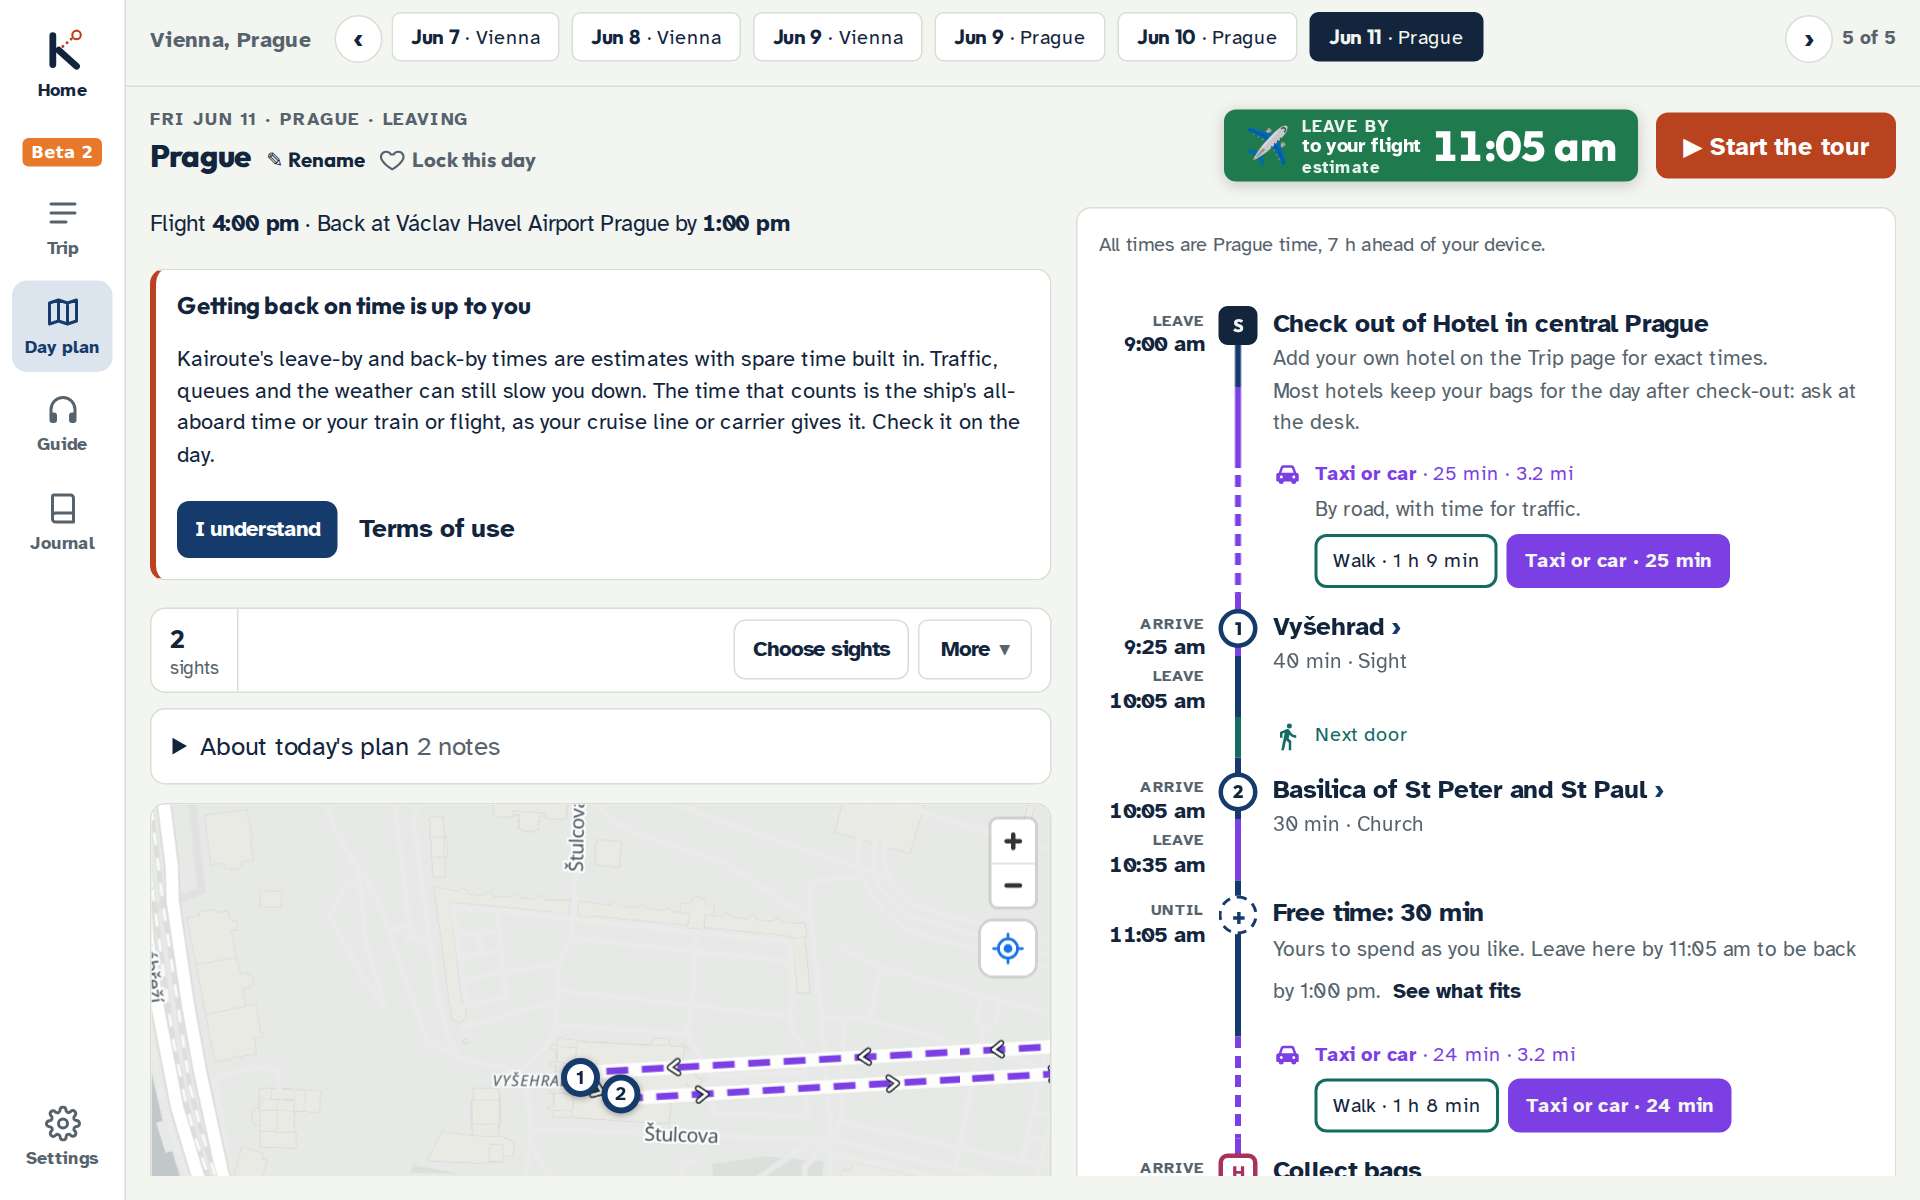 Home
Beta 2
Trip
Day plan
Guide
Journal
Settings
Vienna, Prague
‹
Jun 7 · Vienna
Jun 8 · Vienna
Jun 9 · Vienna
Jun 9 · Prague
Jun 10 · Prague
Jun 11 · Prague
›
5 of 5
FRI JUN 11 · PRAGUE · LEAVING
Prague
✎ Rename
Lock this day
LEAVE BY
to your flight
estimate
11:05 am
▶ Start the tour
Flight 4:00 pm · Back at Václav Havel Airport Prague by 1:00 pm
Getting back on time is up to you
Kairoute's leave-by and back-by times are estimates with spare time built in. Traffic,
queues and the weather can still slow you down. The time that counts is the ship's all-
aboard time or your train or flight, as your cruise line or carrier gives it. Check it on the
day.
I understand
Terms of use
2
sights
Choose sights
More ▼
▶ About today's plan 2 notes
Štulcova
+
−
VYŠEHRA
1
2
Štulcova
All times are Prague time, 7 h ahead of your device.
LEAVE
9:00 am
S
Check out of Hotel in central Prague
Add your own hotel on the Trip page for exact times.
Most hotels keep your bags for the day after check-out: ask at
the desk.
Taxi or car · 25 min · 3.2 mi
By road, with time for traffic.
Walk · 1 h 9 min
Taxi or car · 25 min
ARRIVE
9:25 am
LEAVE
10:05 am
1
Vyšehrad ›
40 min · Sight
Next door
ARRIVE
10:05 am
LEAVE
10:35 am
2
Basilica of St Peter and St Paul ›
30 min · Church
UNTIL
11:05 am
+
Free time: 30 min
Yours to spend as you like. Leave here by 11:05 am to be back
by 1:00 pm. See what fits
Taxi or car · 24 min · 3.2 mi
Walk · 1 h 8 min
Taxi or car · 24 min
ARRIVE
H
Collect bags